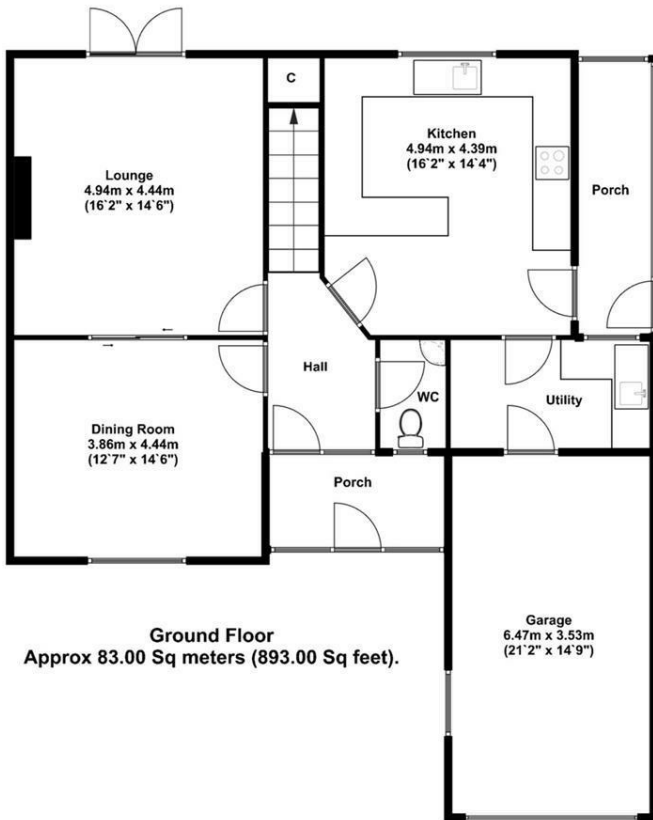 C
Lounge
4.94m x 4.44m
(16`2" x 14`6")
Kitchen
4.94m x 4.39m
(16`2" x 14`4")
Porch
Hall
WC
Utility
Dining Room
3.86m x 4.44m
(12`7" x 14`6")
Porch
Garage
6.47m x 3.53m
(21`2" x 14`9")
Ground Floor
Approx 83.00 Sq meters (893.00 Sq feet).